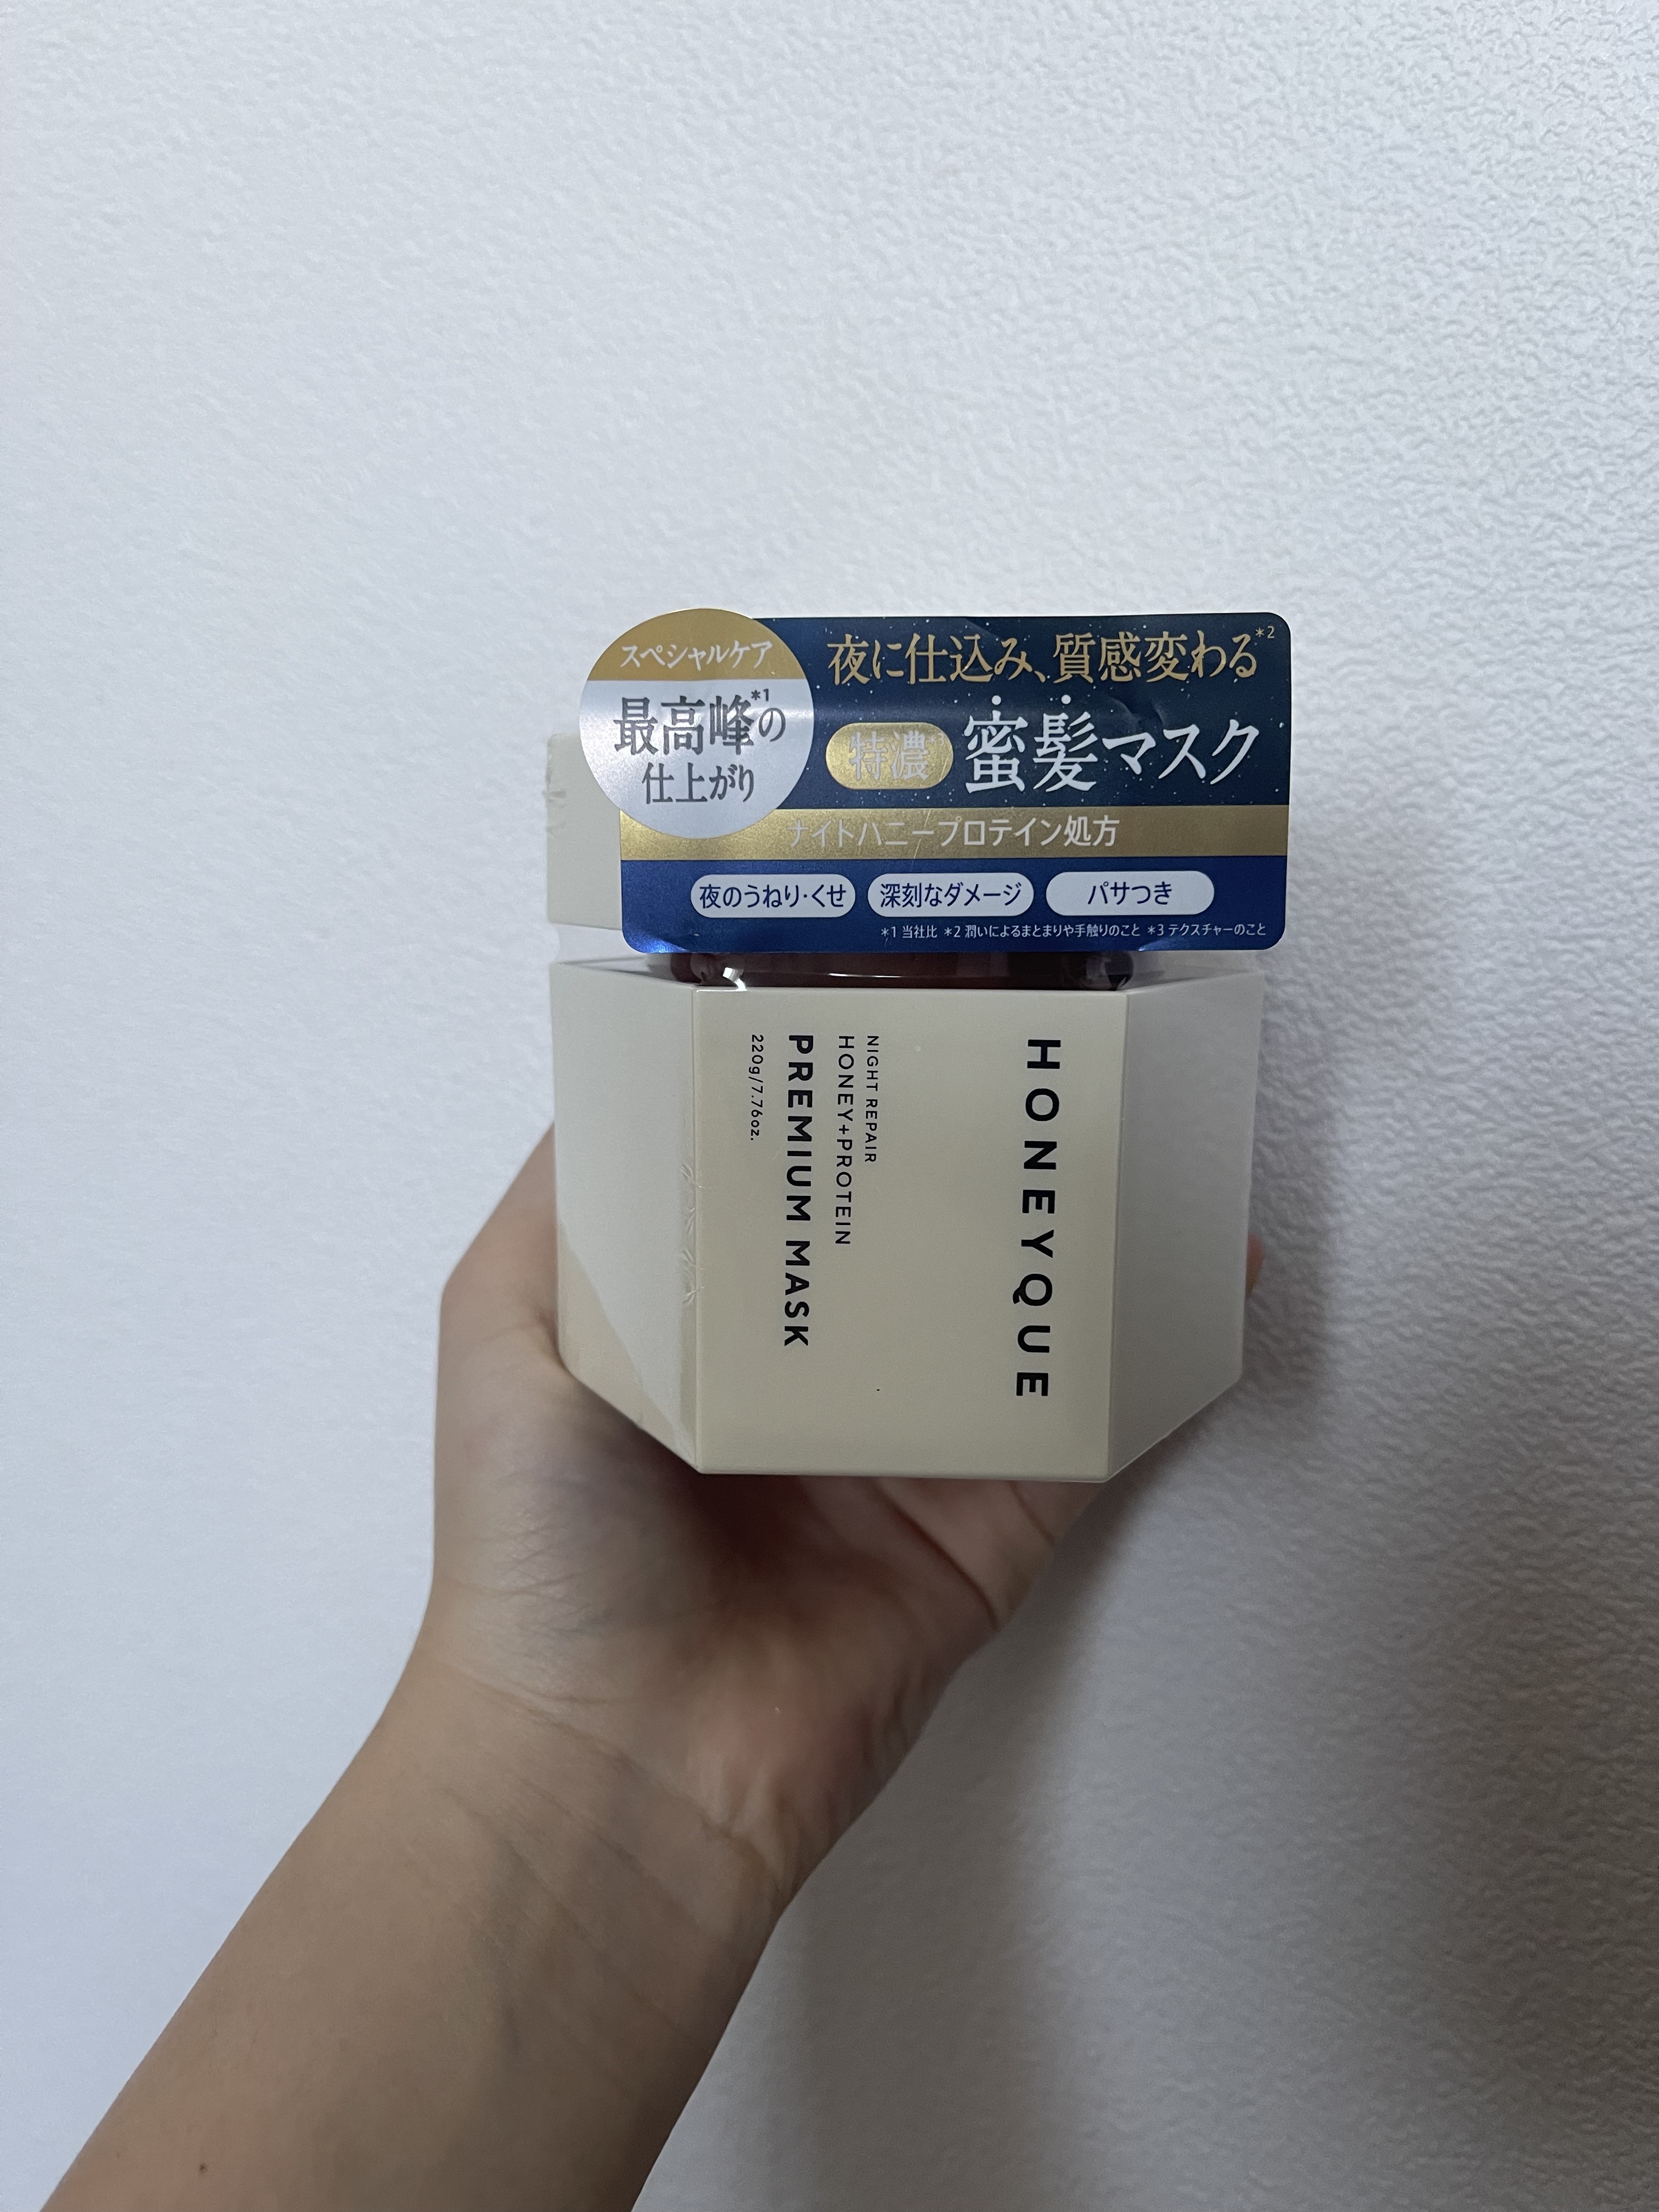 スペシャルケア
最高峰*1の
仕上がり
夜に仕込み、質感変わる*2
特濃*3 蜜髪マスク
ナイトハニープロテイン処方
夜のうねり・くせ 深刻なダメージ パサつき
*1 当社比 *2 潤いによるまとまりや手触りのこと *3 テクスチャーのこと
HONEYQUE
NIGHT REPAIR
HONEY+PROTEIN
PREMIUM MASK
220g/7.76oz.